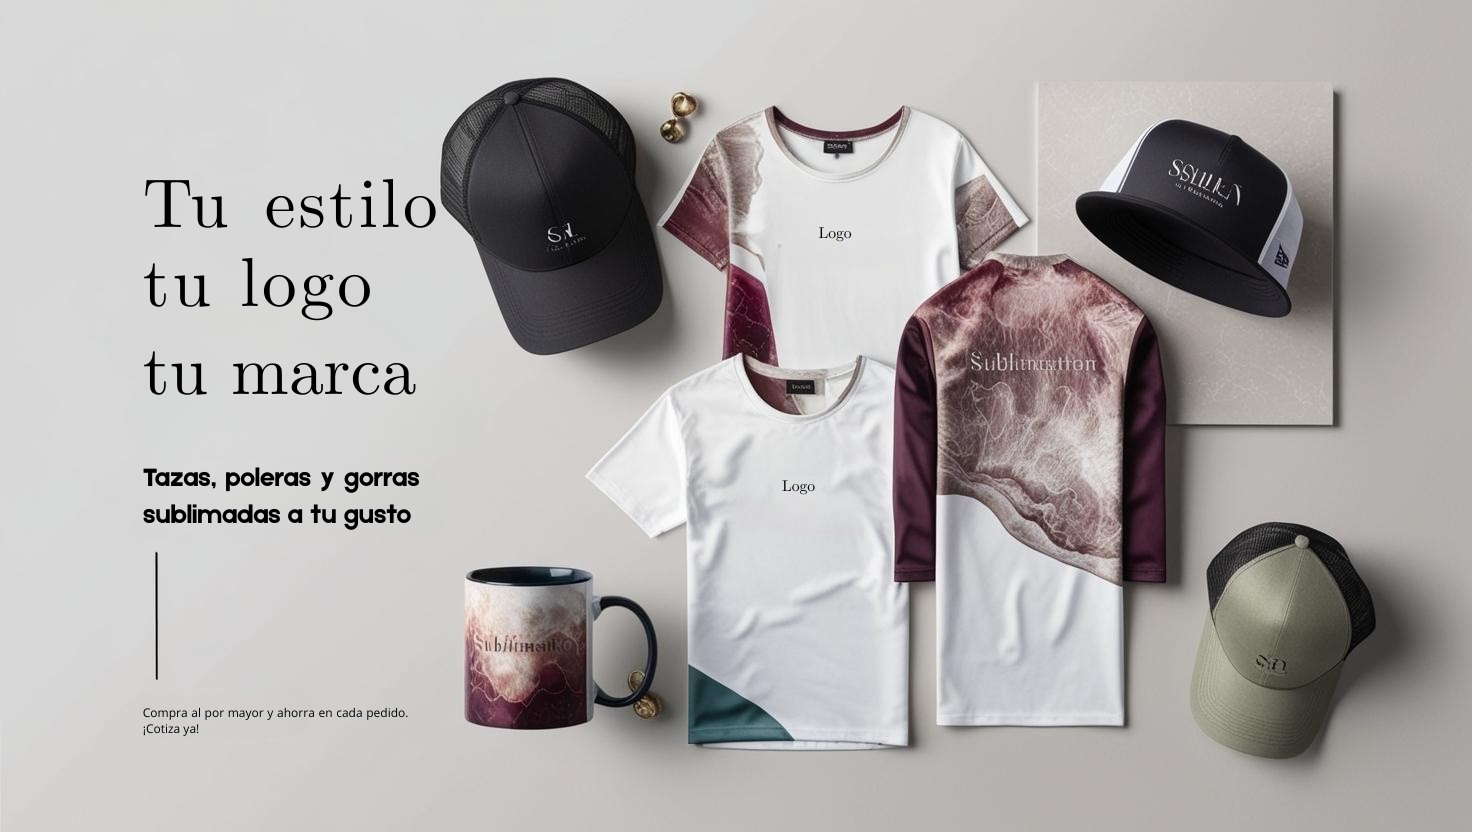 Tu estilo
tu logo
tu marca
Tazas, poleras y gorras
sublimadas a tu gusto
Compra al por mayor y ahorra en cada pedido.
¡Cotiza ya!
Logo
Logo